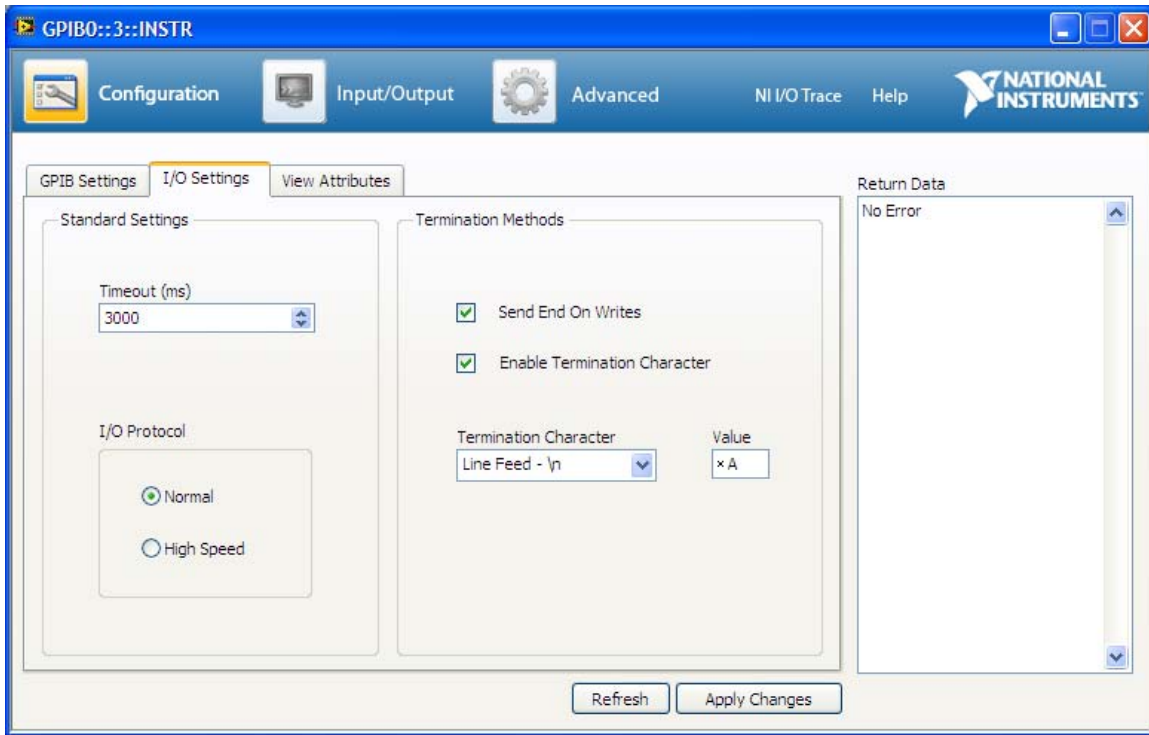 GPIB0::3::INSTR
Configuration Input/Output Advanced NI I/O Trace Help NATIONAL INSTRUMENTS™
GPIB Settings I/O Settings View Attributes
Return Data
No Error
Standard Settings
Timeout (ms)
3000
I/O Protocol
Normal
High Speed
Termination Methods
Send End On Writes
Enable Termination Character
Termination Character
Line Feed - \n
Value
× A
Refresh Apply Changes